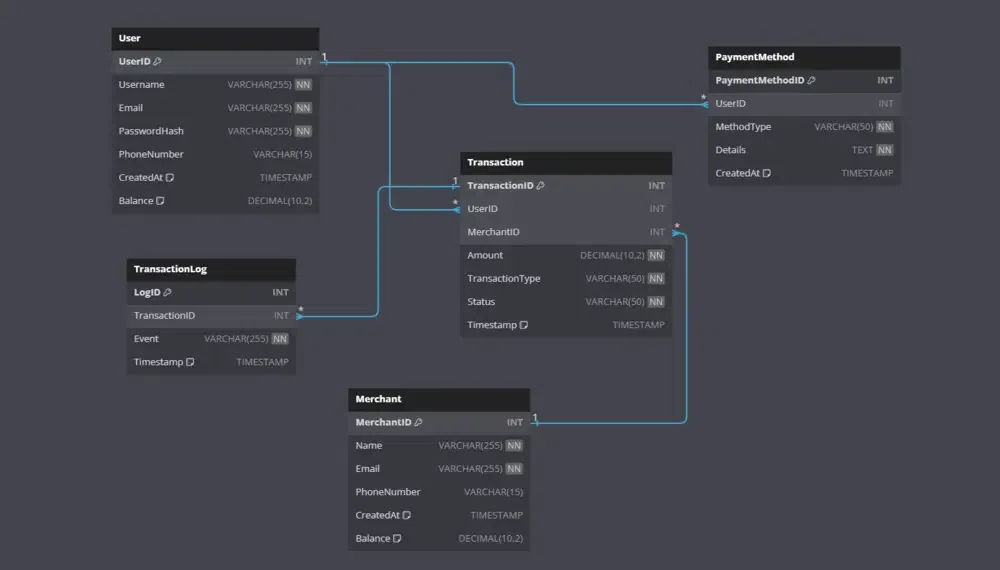 User
UserID INT
Username VARCHAR(255) NN
Email VARCHAR(255) NN
PasswordHash VARCHAR(255) NN
PhoneNumber VARCHAR(15)
CreatedAt TIMESTAMP
Balance DECIMAL(10,2)
1
*
PaymentMethod
PaymentMethodID INT
UserID INT
MethodType VARCHAR(50) NN
Details TEXT NN
CreatedAt TIMESTAMP
Transaction
1
TransactionID INT
*
UserID INT
MerchantID INT
*
Amount DECIMAL(10,2) NN
TransactionType VARCHAR(50) NN
Status VARCHAR(50) NN
Timestamp TIMESTAMP
TransactionLog
LogID INT
TransactionID INT
*
Event VARCHAR(255) NN
Timestamp TIMESTAMP
Merchant
MerchantID INT
1
Name VARCHAR(255) NN
Email VARCHAR(255) NN
PhoneNumber VARCHAR(15)
CreatedAt TIMESTAMP
Balance DECIMAL(10,2)